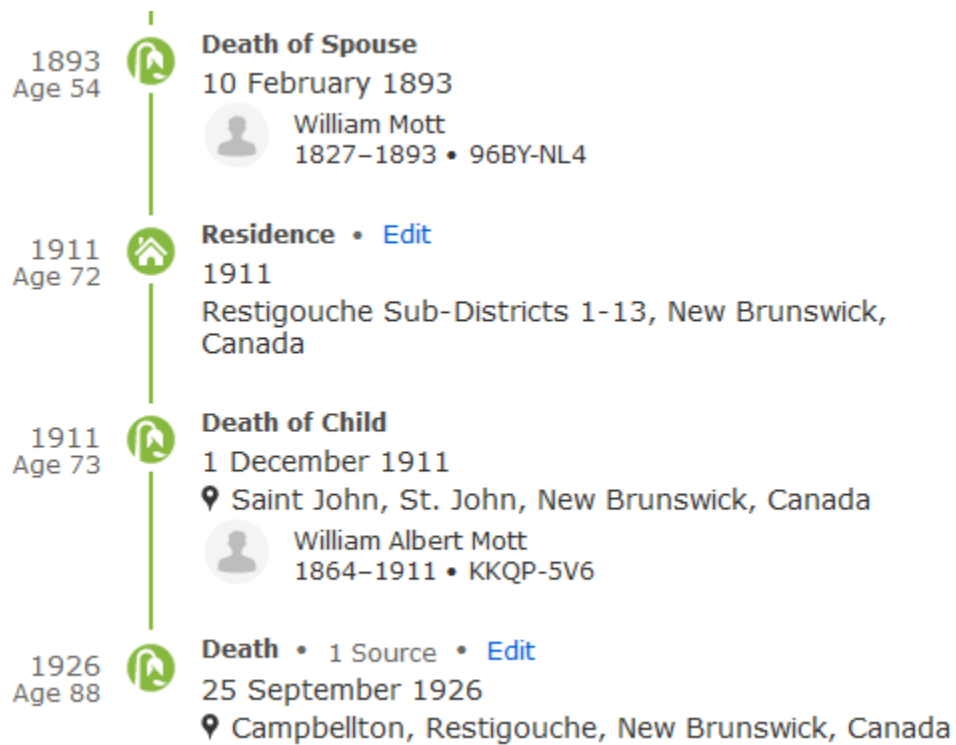 1893
Age 54
Death of Spouse
10 February 1893
William Mott
1827–1893 • 96BY-NL4
1911
Age 72
Residence • Edit
1911
Restigouche Sub-Districts 1-13, New Brunswick,
Canada
1911
Age 73
Death of Child
1 December 1911
Saint John, St. John, New Brunswick, Canada
William Albert Mott
1864–1911 • KKQP-5V6
1926
Age 88
Death • 1 Source • Edit
25 September 1926
Campbellton, Restigouche, New Brunswick, Canada